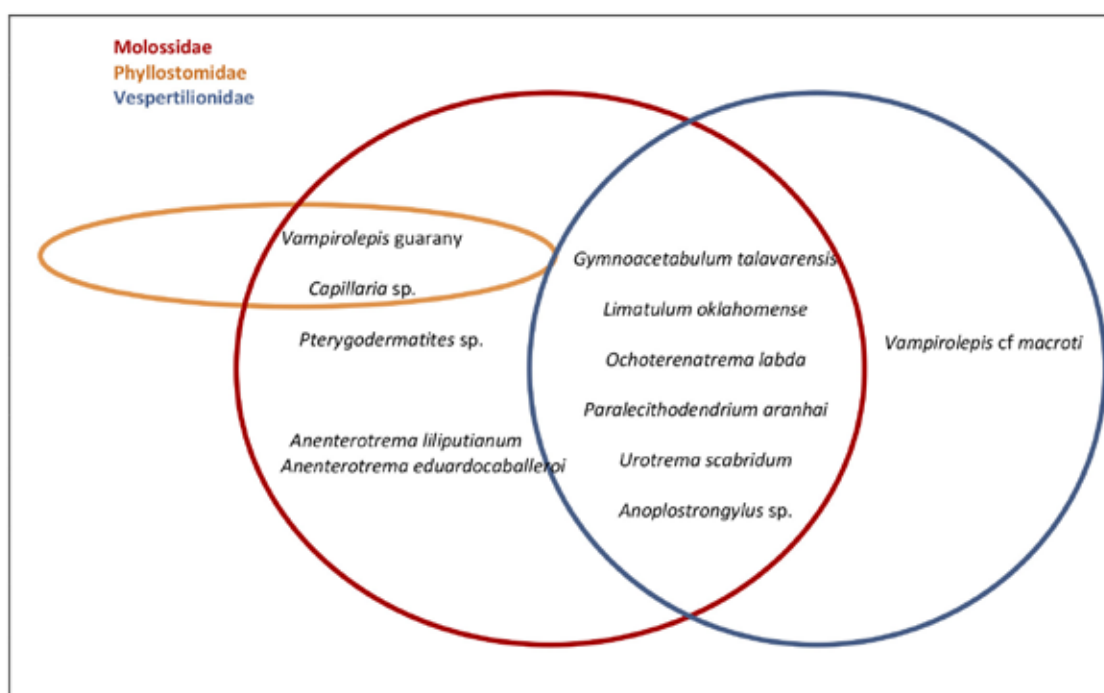 Molossidae
Phyllostomidae
Vespertilionidae
Vampirolepis guarany
Capillaria sp.
Pterygodermatites sp.
Anenterotrema liliputianum
Anenterotrema eduardocaballeroi
Gymnoacetabulum talavarensis
Limatulum oklahomense
Ochoterenatrema labda
Paralecithodendrium aranhai
Urotrema scabridum
Anoplostrongylus sp.
Vampirolepis cf macroti